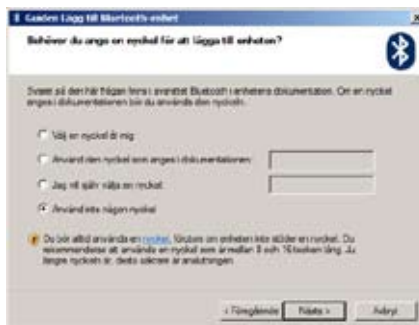 Guiden Lägg till Bluetooth-enhet
Behöver du ange en nyckel för att lägga till enheten?
Svaret på den här frågan finns i avsnittet Bluetooth i enhetens dokumentation. Om en nyckel
anges i dokumentationen bör du använda den nyckeln.
Välj en nyckel åt mig
Använd den nyckel som anges i dokumentationen:
Jag vill själv välja en nyckel:
Använd inte någon nyckel
Du bör alltid använda en nyckel, förutom om enheten inte stöder en nyckel. Du
rekommenderas att använda en nyckel som är mellan 8 och 16 tecken lång. Ju
längre nyckeln är, desto säkrare är anslutningen.
< Föregående
Nästa >
Avbryt